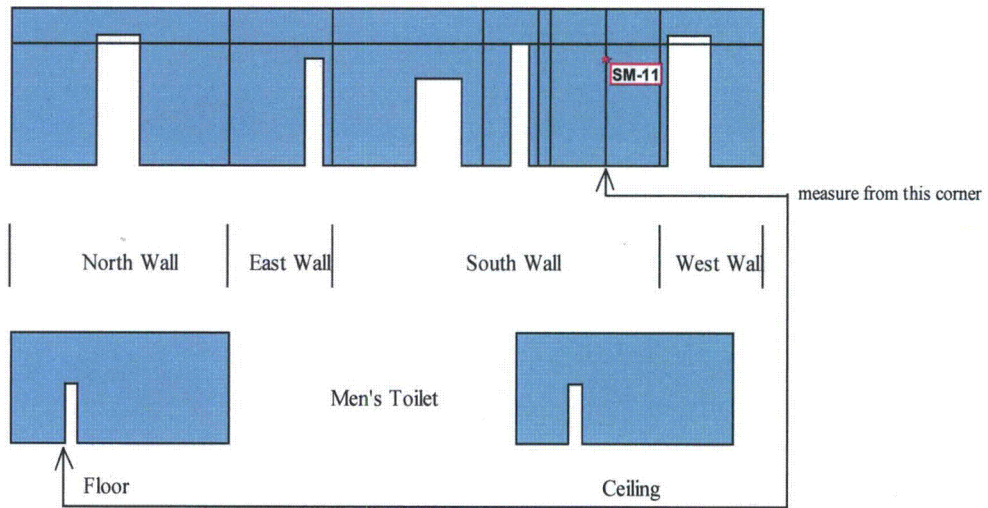 SM-11
measure from this corner
North Wall
East Wall
South Wall
West Wal
Men's Toilet
Floor
Ceiling